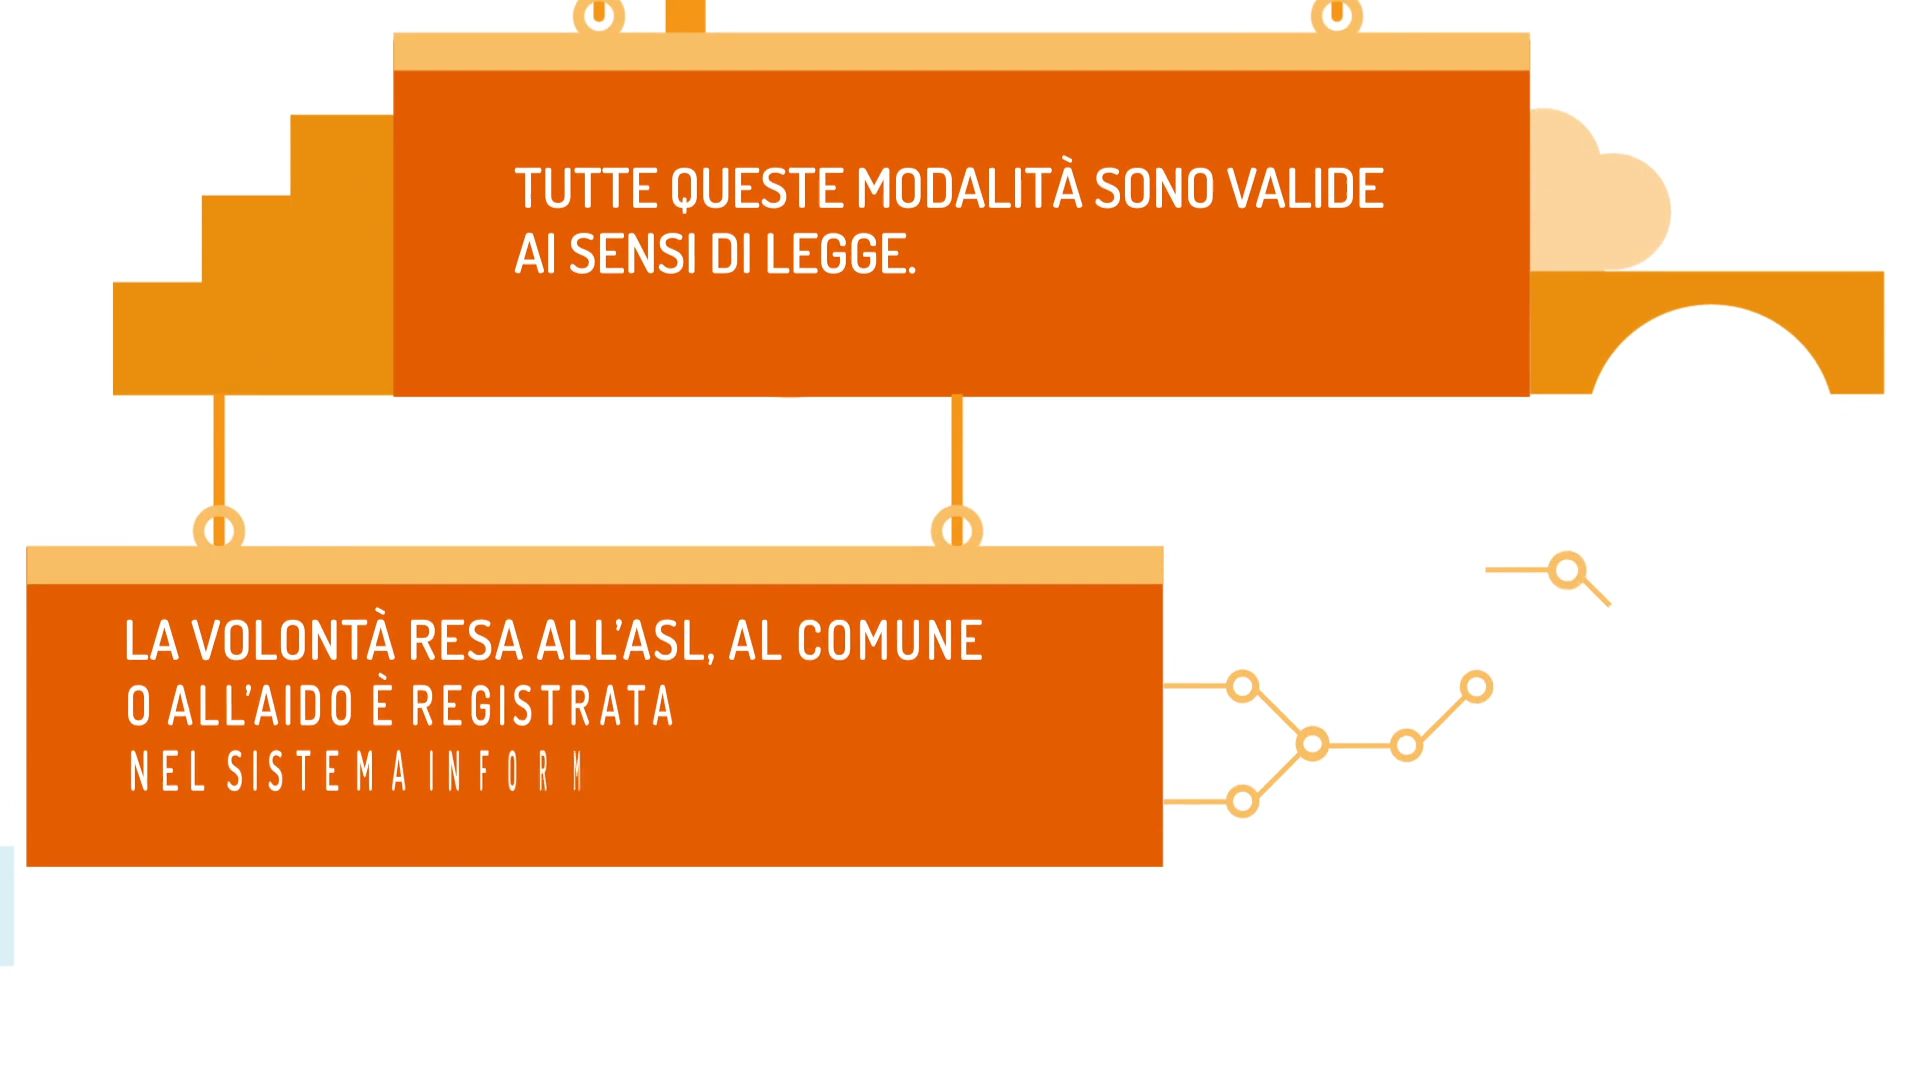 TUTTE QUESTE MODALITÀ SONO VALIDE
AI SENSI DI LEGGE.
LA VOLONTÀ RESA ALL’ASL, AL COMUNE
O ALL’AIDO È REGISTRATA
NEL SISTEMA INFORM